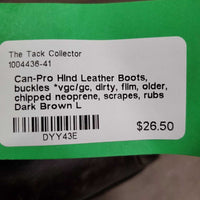 The Tack Collector
1004436-41
Can-Pro Hind Leather Boots,
buckles *vgc/gc, dirty, film, older,
chipped neoprene, scrapes, rubs
Dark Brown L
$26.50
DYY43E